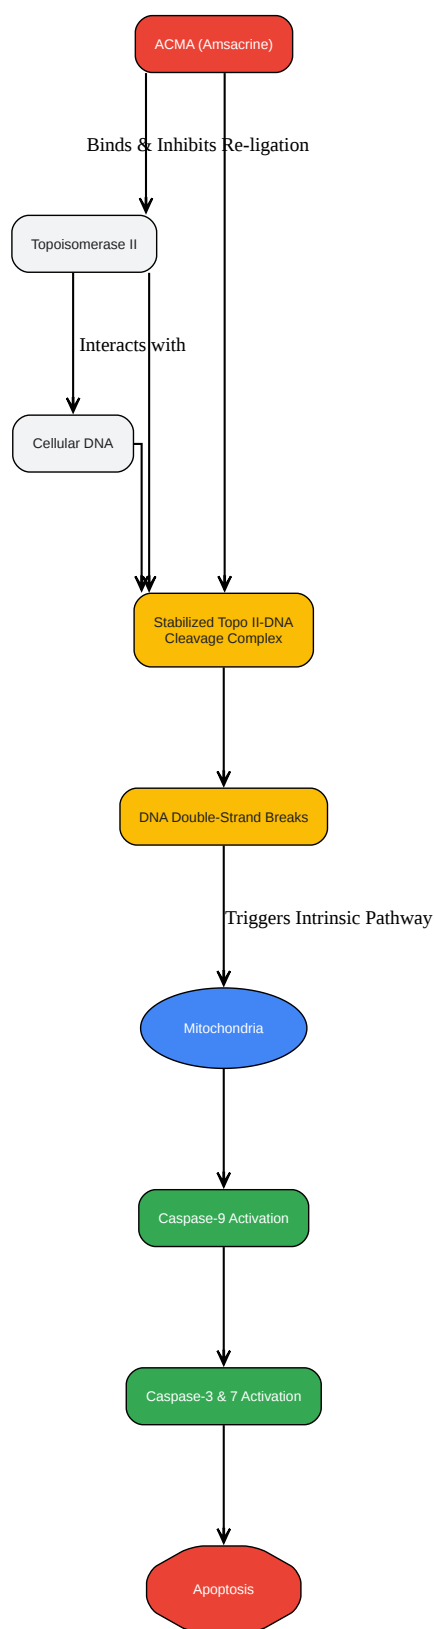 ACMA (Amsacrine)
Binds & Inhibits Re-ligation
Topoisomerase II
Interacts with
Cellular DNA
Stabilized Topo II-DNA
Cleavage Complex
DNA Double-Strand Breaks
Triggers Intrinsic Pathway
Mitochondria
Caspase-9 Activation
Caspase-3 & 7 Activation
Apoptosis